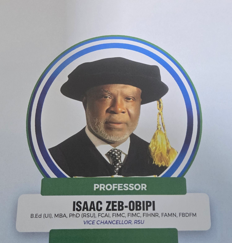 PROFESSOR
ISAAC ZEB-OBIPI
B.Ed (UI), MBA, PhD (RSU), FCAI, FIMC, FIMC, FIHNR, FAMN, FBDFM
VICE CHANCELLOR, RSU